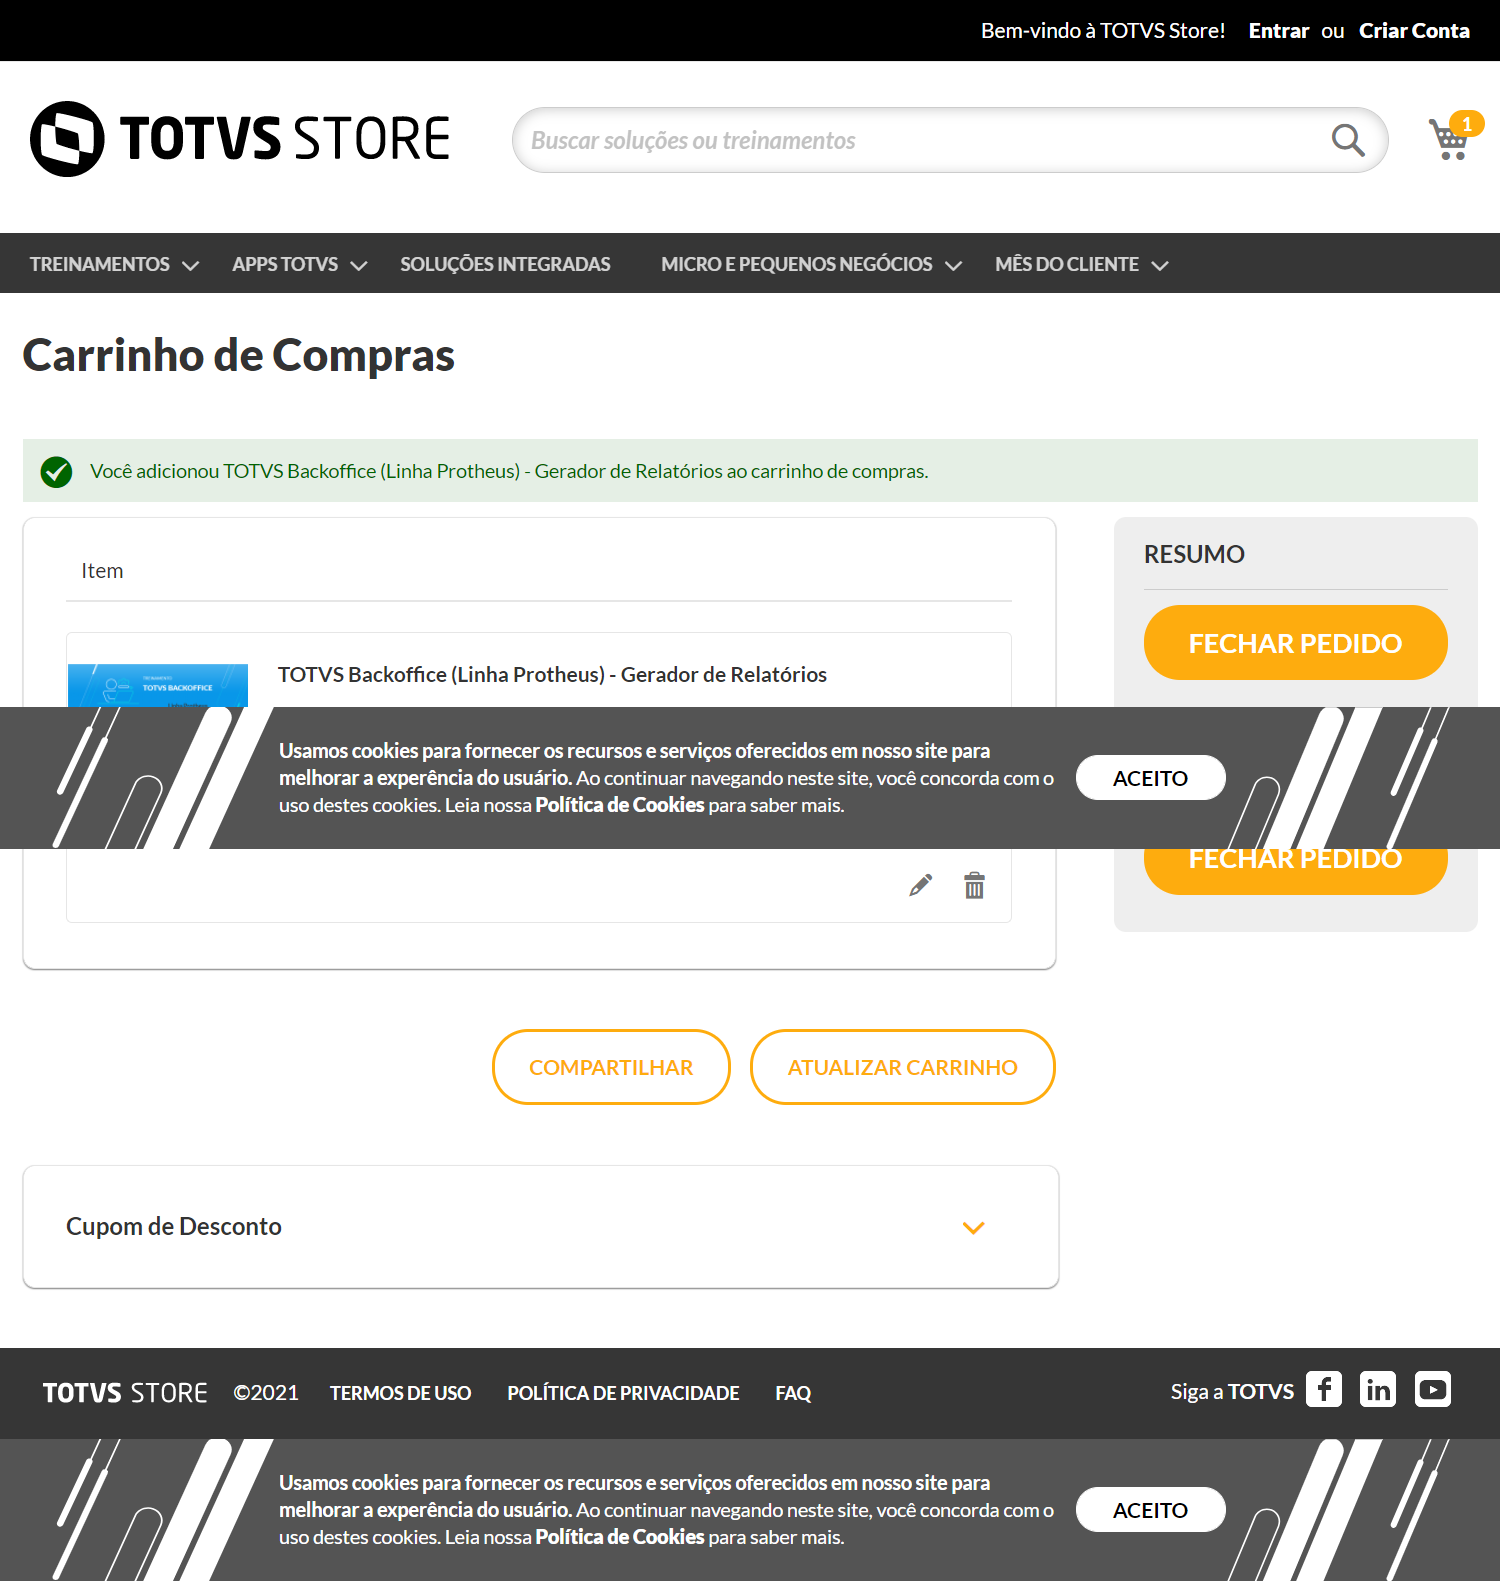 Bem-vindo à TOTVS Store! Entrar ou Criar Conta
TOTVS STORE
Buscar soluções ou treinamentos
1
TREINAMENTOS APPS TOTVS SOLUÇÕES INTEGRADAS MICRO E PEQUENOS NEGÓCIOS MÊS DO CLIENTE
Carrinho de Compras
Você adicionou TOTVS Backoffice (Linha Protheus) - Gerador de Relatórios ao carrinho de compras.
Item
RESUMO
FECHAR PEDIDO
TOTVS Backoffice (Linha Protheus) - Gerador de Relatórios
TREINAMENTO
TOTVS BACKOFFICE
Linha Protheus
Usamos cookies para fornecer os recursos e serviços oferecidos em nosso site para
melhorar a experência do usuário. Ao continuar navegando neste site, você concorda com o
uso destes cookies. Leia nossa Política de Cookies para saber mais.
ACEITO
FECHAR PEDIDO
COMPARTILHAR
ATUALIZAR CARRINHO
Cupom de Desconto
TOTVS STORE ©2021 TERMOS DE USO POLÍTICA DE PRIVACIDADE FAQ
Siga a TOTVS
Usamos cookies para fornecer os recursos e serviços oferecidos em nosso site para
melhorar a experência do usuário. Ao continuar navegando neste site, você concorda com o
uso destes cookies. Leia nossa Política de Cookies para saber mais.
ACEITO